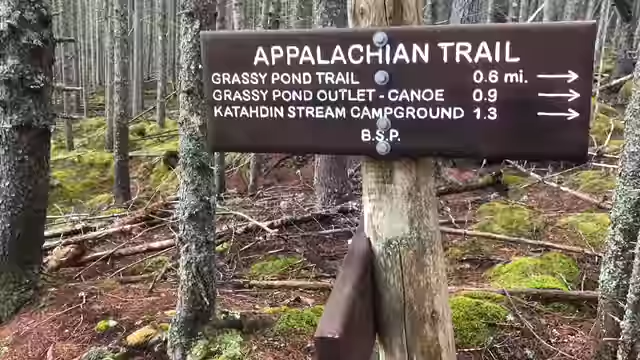 APPALACHIAN TRAIL
GRASSY POND TRAIL 0.6 mi. →
GRASSY POND OUTLET - CANOE 0.9 →
KATAHDIN STREAM CAMPGROUND 1.3 →
B.S.P.